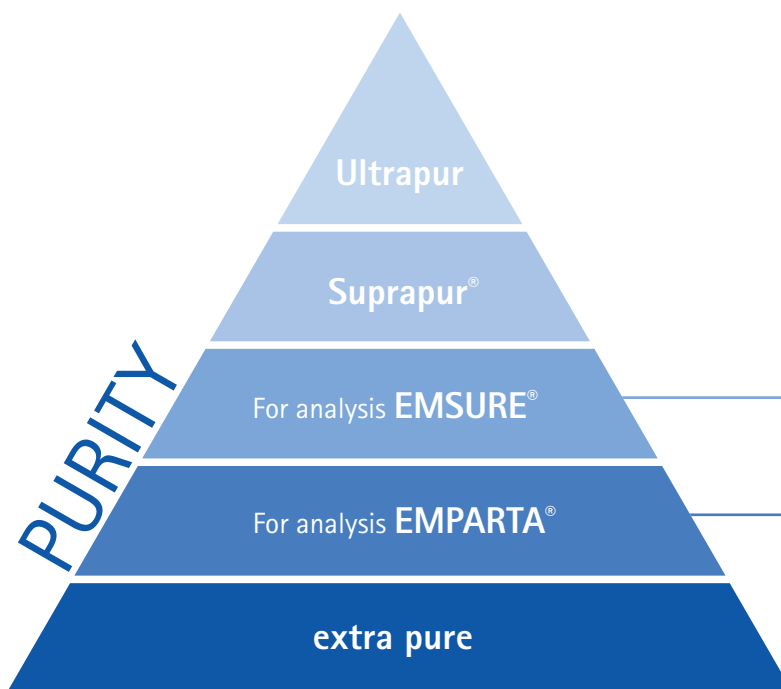 Ultrapur
Suprapur®
For analysis EMSURE®
For analysis EMPARTA®
extra pure
PURITY